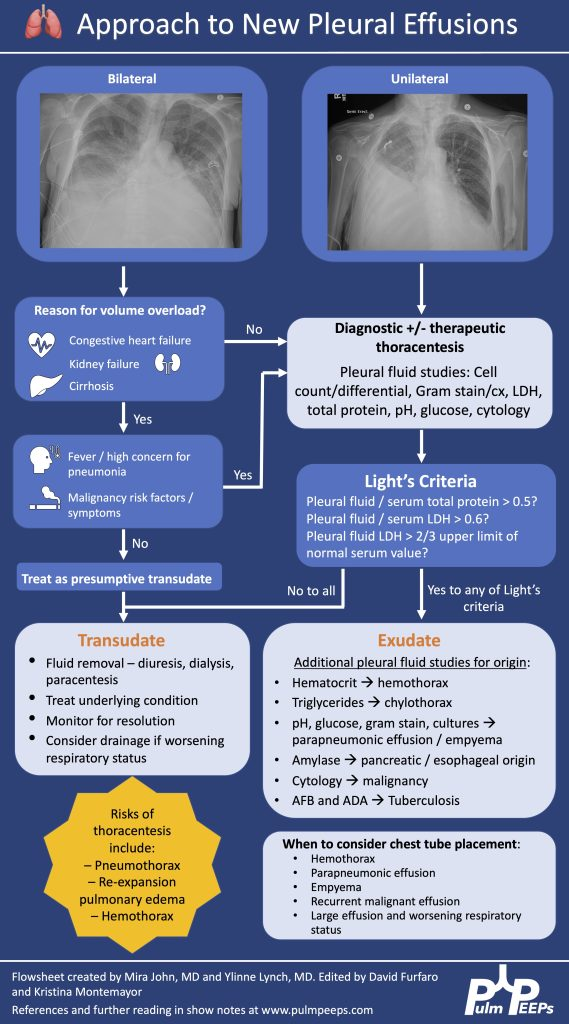 Approach to New Pleural Effusions
Bilateral
Unilateral
Semi Erect
Reason for volume overload?
Congestive heart failure
Kidney failure
Cirrhosis
No
Diagnostic +/- therapeutic
thoracentesis
Pleural fluid studies: Cell
count/differential, Gram stain/cx, LDH,
total protein, pH, glucose, cytology
Yes
Fever / high concern for
pneumonia
Malignancy risk factors /
symptoms
Yes
Light's Criteria
Pleural fluid / serum total protein > 0.5?
Pleural fluid / serum LDH > 0.6?
Pleural fluid LDH > 2/3 upper limit of
normal serum value?
No
Treat as presumptive transudate
No to all
Yes to any of Light's
criteria
Transudate
• Fluid removal – diuresis, dialysis,
paracentesis
• Treat underlying condition
• Monitor for resolution
• Consider drainage if worsening
respiratory status
Exudate
Additional pleural fluid studies for origin:
• Hematocrit → hemothorax
• Triglycerides → chylothorax
• pH, glucose, gram stain, cultures →
parapneumonic effusion / empyema
• Amylase → pancreatic / esophageal origin
• Cytology → malignancy
• AFB and ADA → Tuberculosis
Risks of
thoracentesis
include:
– Pneumothorax
– Re-expansion
pulmonary edema
– Hemothorax
When to consider chest tube placement:
• Hemothorax
• Parapneumonic effusion
• Empyema
• Recurrent malignant effusion
• Large effusion and worsening respiratory
status
Flowsheet created by Mira John, MD and Ylinne Lynch, MD. Edited by David Furfaro
and Kristina Montemayor
References and further reading in show notes at www.pulmpeeps.com
Pulm PEEPs